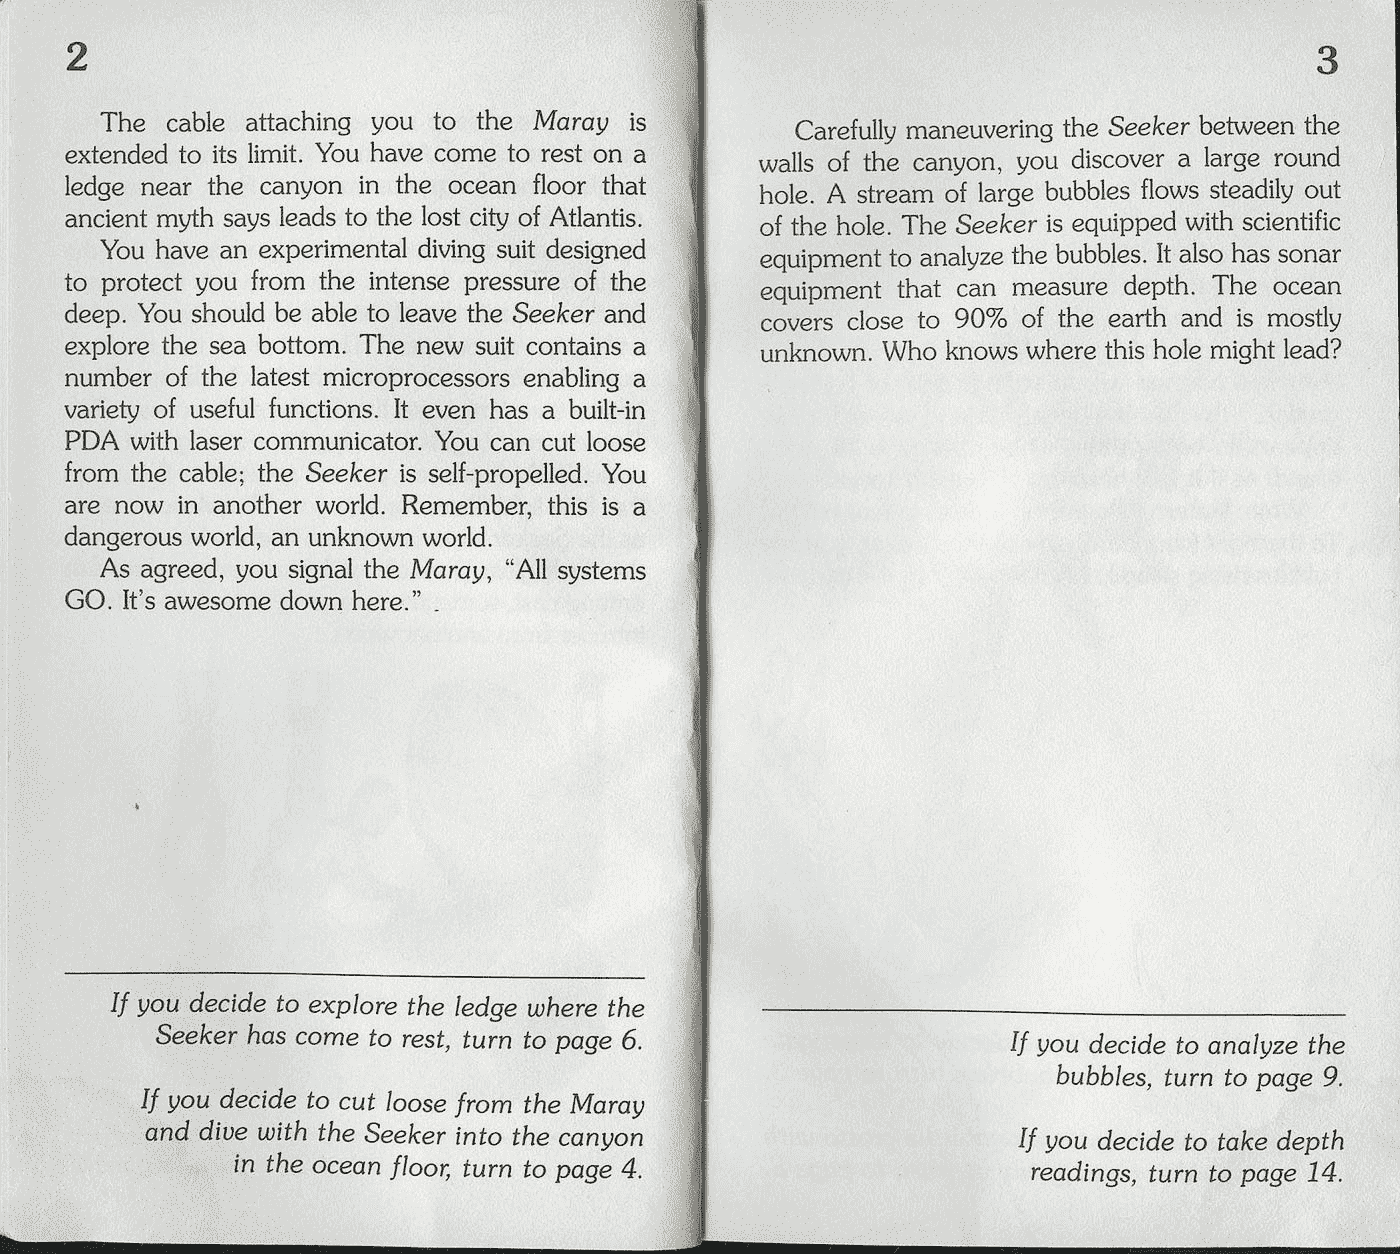 2
The cable attaching you to the Maray is
extended to its limit. You have come to rest on a
ledge near the canyon in the ocean floor that
ancient myth says leads to the lost city of Atlantis.
You have an experimental diving suit designed
to protect you from the intense pressure of the
deep. You should be able to leave the Seeker and
explore the sea bottom. The new suit contains a
number of the latest microprocessors enabling a
variety of useful functions. It even has a built-in
PDA with laser communicator. You can cut loose
from the cable; the Seeker is self-propelled. You
are now in another world. Remember, this is a
dangerous world, an unknown world.
As agreed, you signal the Maray, “All systems
GO. It’s awesome down here.”
If you decide to explore the ledge where the
Seeker has come to rest, turn to page 6.
If you decide to cut loose from the Maray
and dive with the Seeker into the canyon
in the ocean floor, turn to page 4.
3
Carefully maneuvering the Seeker between the
walls of the canyon, you discover a large round
hole. A stream of large bubbles flows steadily out
of the hole. The Seeker is equipped with scientific
equipment to analyze the bubbles. It also has sonar
equipment that can measure depth. The ocean
covers close to 90% of the earth and is mostly
unknown. Who knows where this hole might lead?
If you decide to analyze the
bubbles, turn to page 9.
If you decide to take depth
readings, turn to page 14.